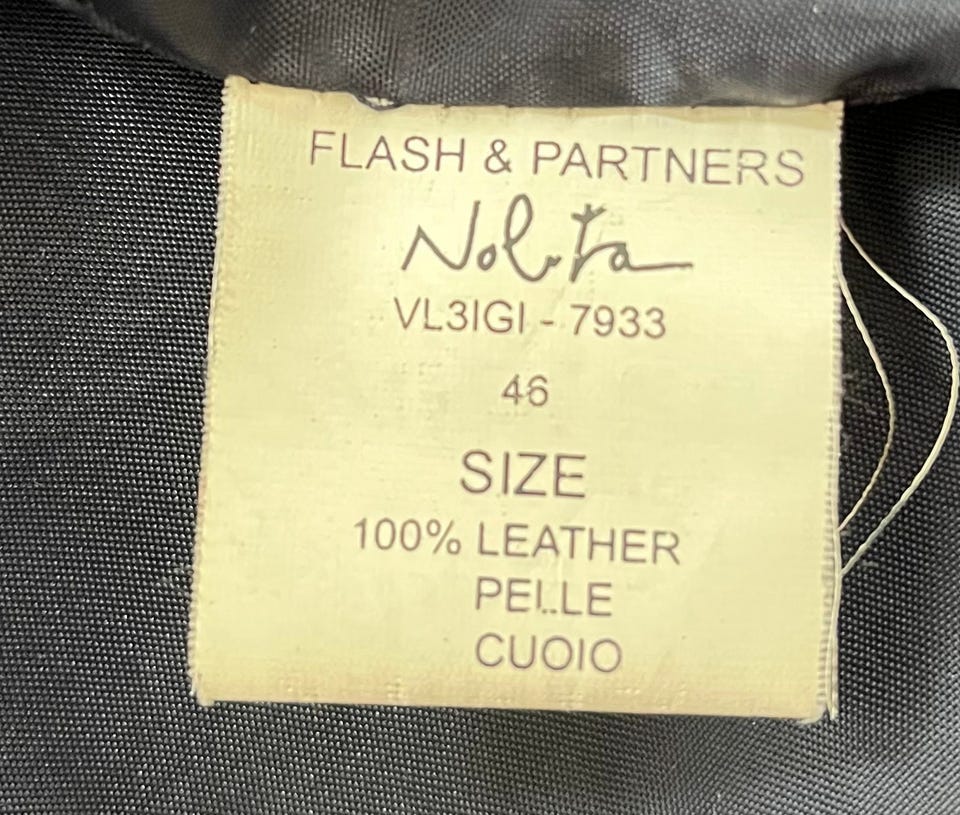 FLASH & PARTNERS
Nolita
VL3IGI - 7933
46
SIZE
100% LEATHER
PELLE
CUOIO